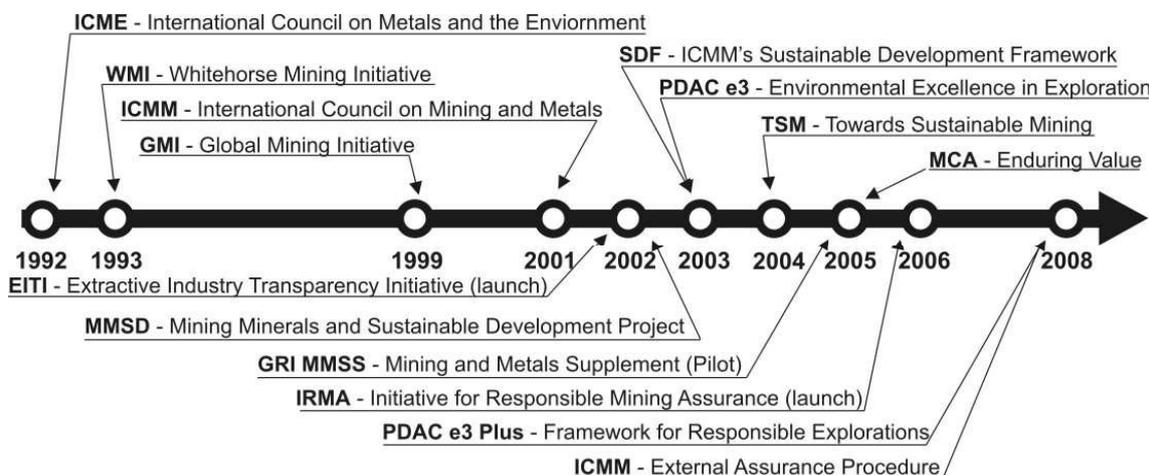 ICME - International Council on Metals and the Enviornment
SDF - ICMM's Sustainable Development Framework
WMI - Whitehorse Mining Initiative
PDAC e3 - Environmental Excellence in Exploration
ICMM - International Council on Mining and Metals
TSM - Towards Sustainable Mining
GMI - Global Mining Initiative
MCA - Enduring Value
1992 1993 1999 2001 2002 2003 2004 2005 2006 2008
EITI - Extractive Industry Transparency Initiative (launch)
MMSD - Mining Minerals and Sustainable Development Project
GRI MMSS - Mining and Metals Supplement (Pilot)
IRMA - Initiative for Responsible Mining Assurance (launch)
PDAC e3 Plus - Framework for Responsible Explorations
ICMM - External Assurance Procedure